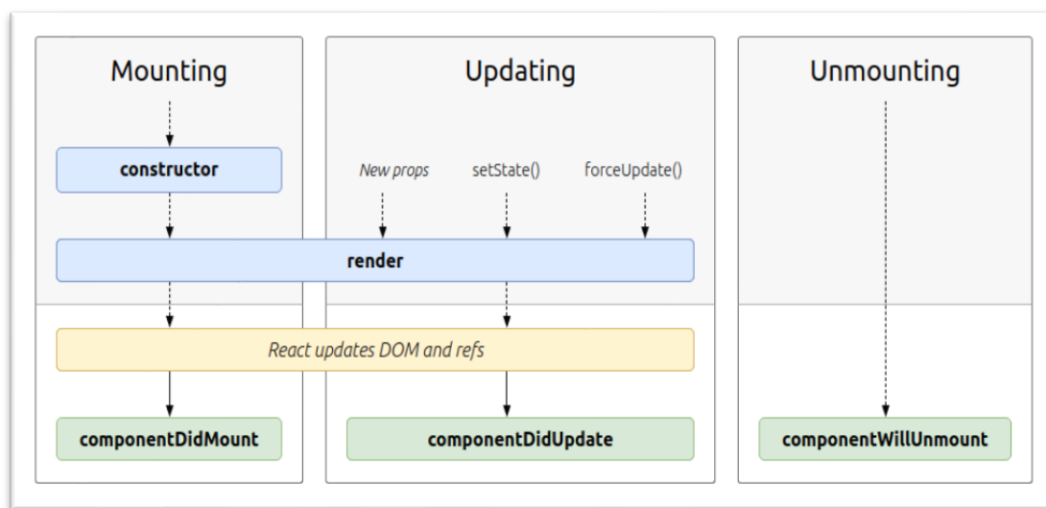 Mounting
Updating
Unmounting
constructor
New props
setState()
forceUpdate()
render
React updates DOM and refs
componentDidMount
componentDidUpdate
componentWillUnmount